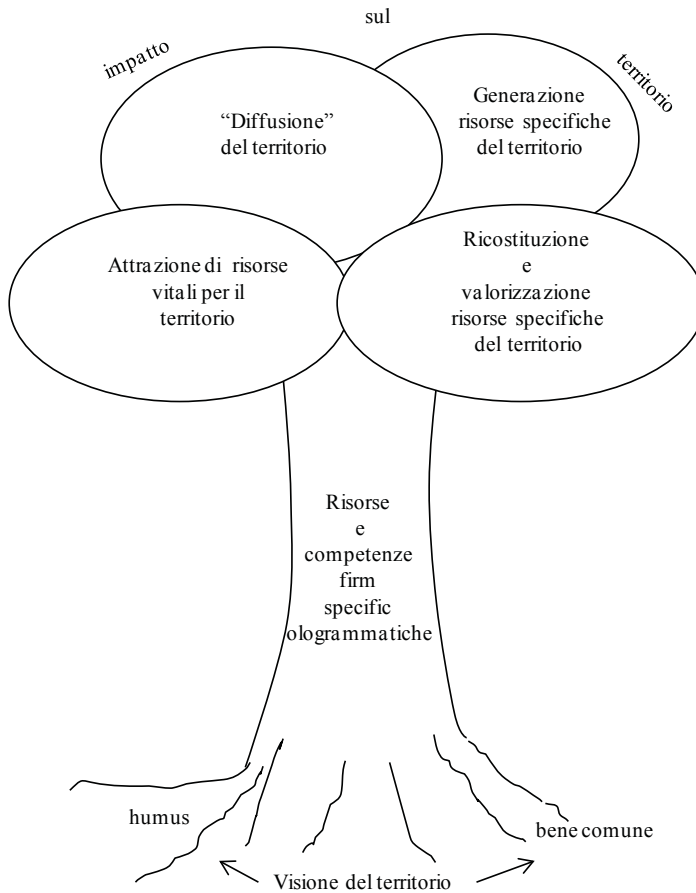 sul
impatto
territorio
“Diffusione”
del territorio
Generazione
risorse specifiche
del territorio
Attrazione di risorse
vitali per il
territorio
Ricostituzione
e
valorizzazione
risorse specifiche
del territorio
Risorse
e
competenze
firm
specific
ologrammatiche
humus
bene comune
Visione del territorio